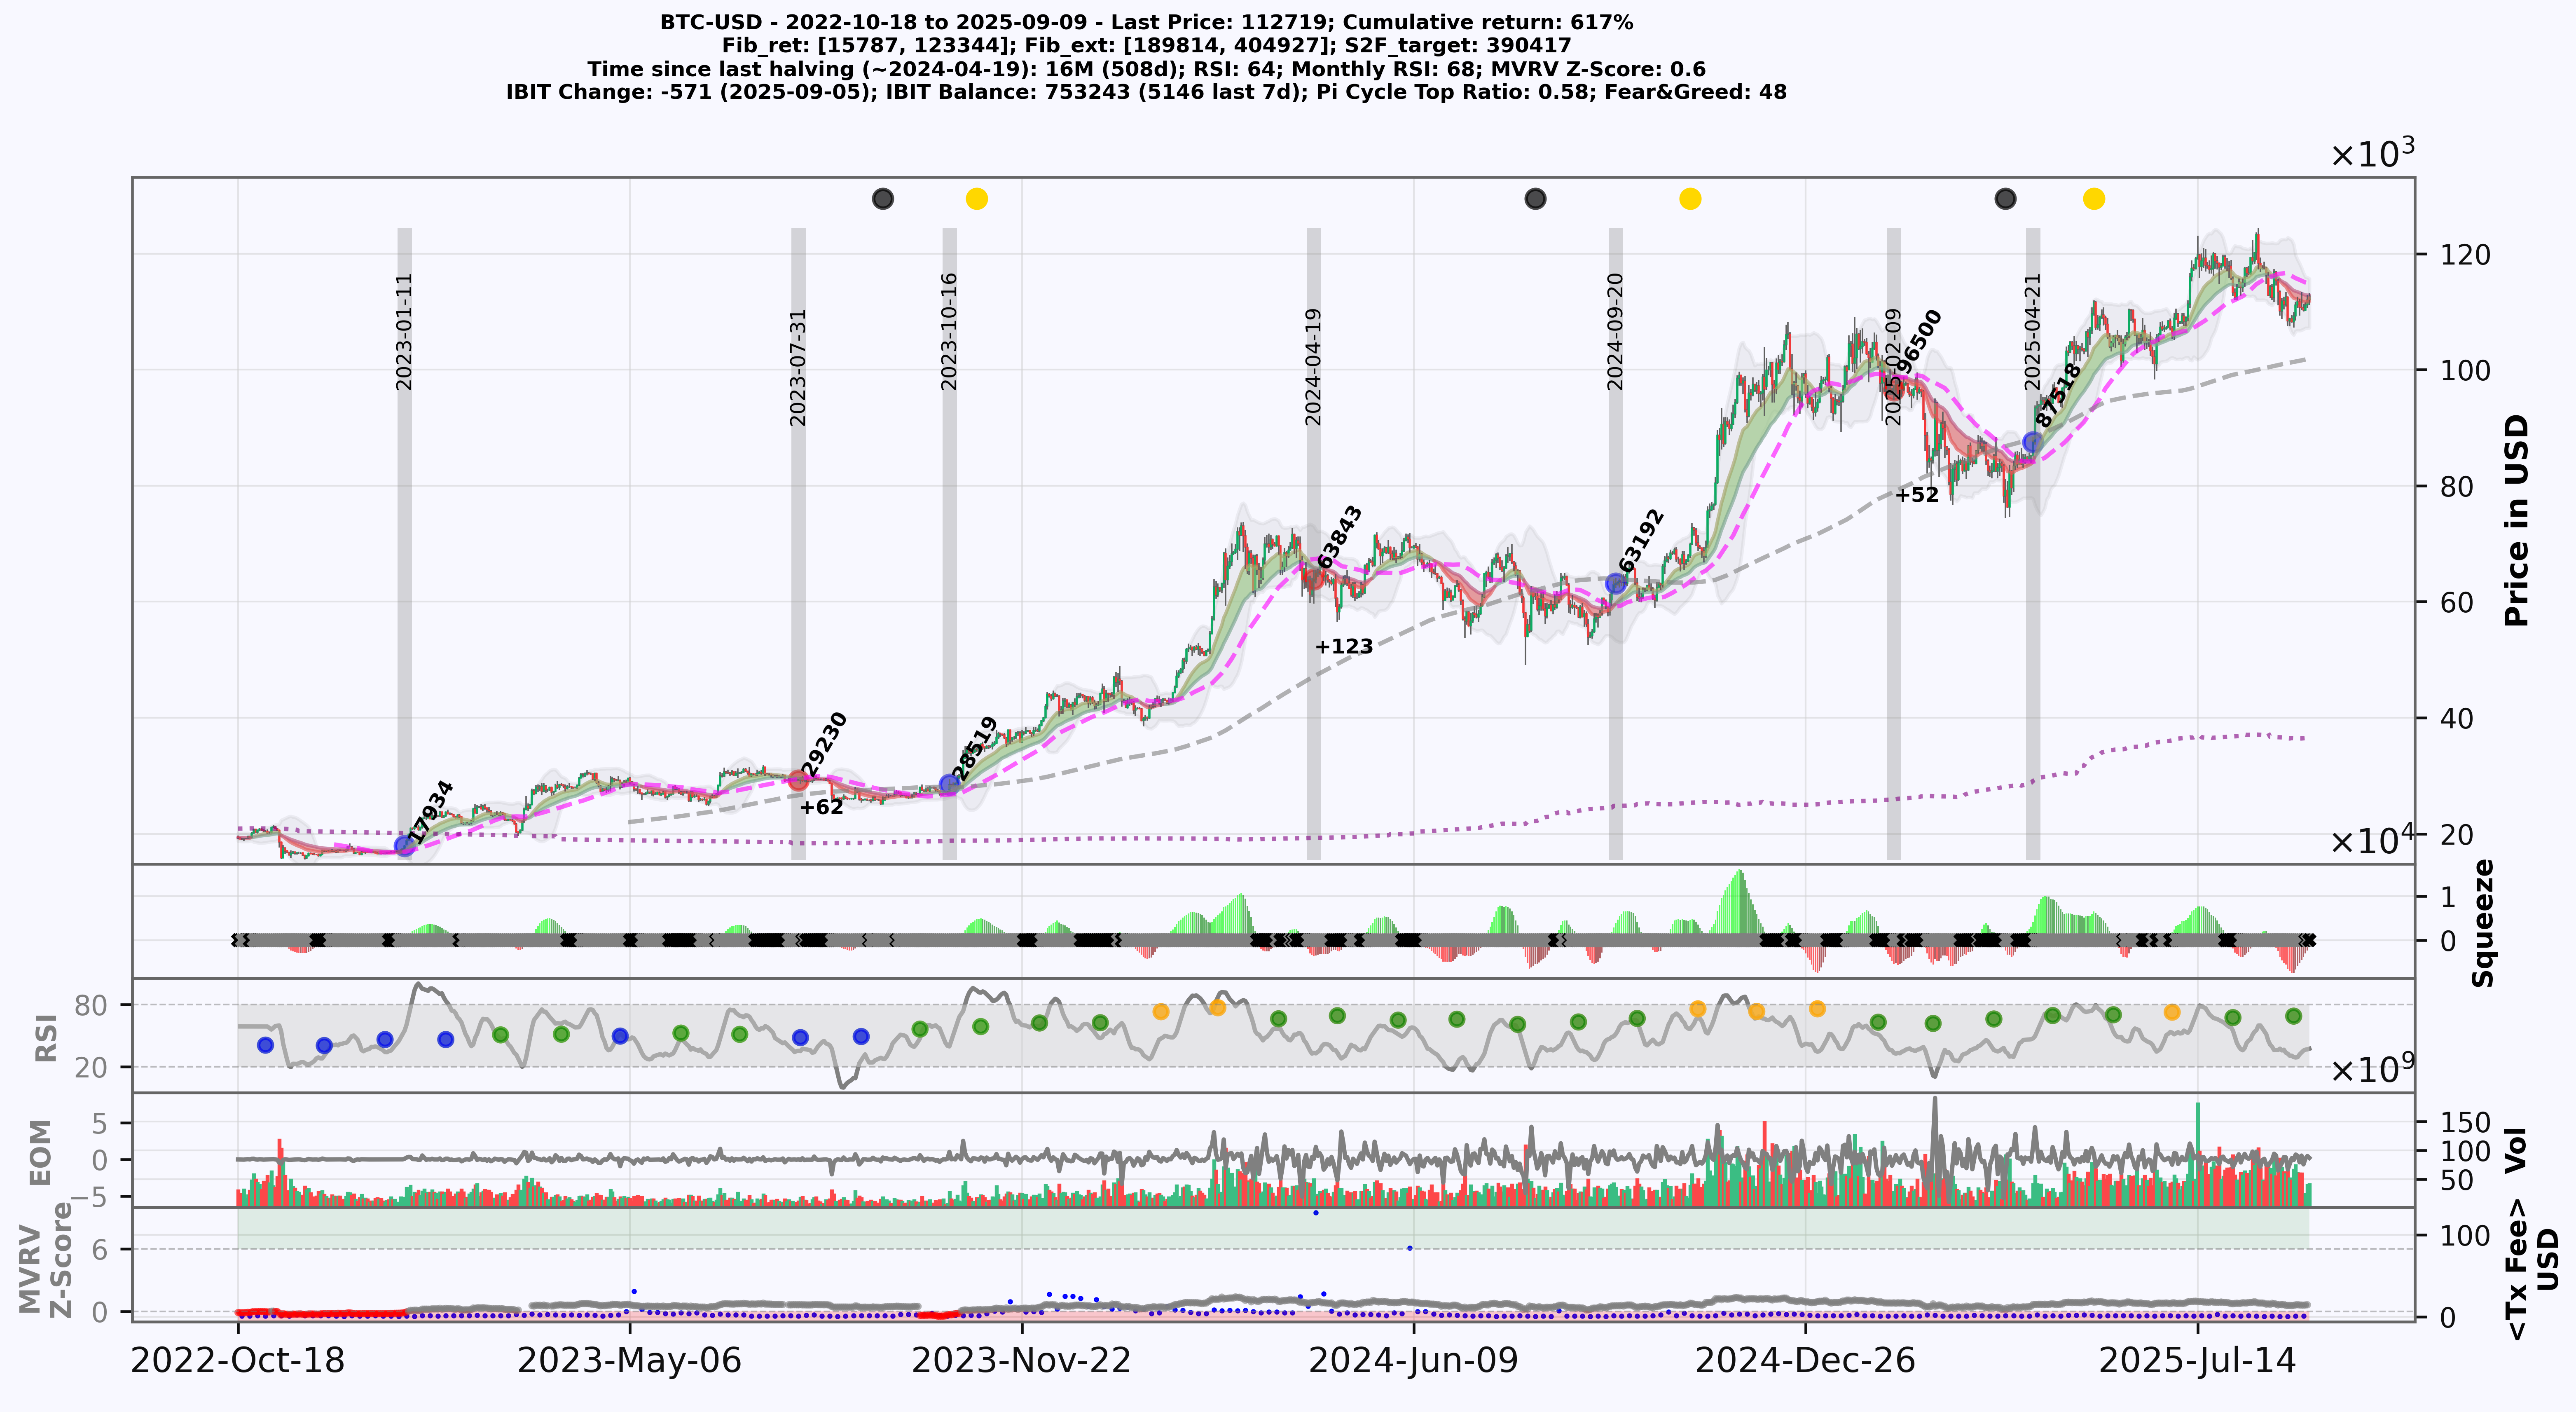 BTC-USD - 2022-10-18 to 2025-09-09 - Last Price: 112719; Cumulative return: 617%
Fib_ret: [15787, 123344]; Fib_ext: [189814, 404927]; S2F_target: 390417
Time since last halving (~2024-04-19): 16M (508d); RSI: 64; Monthly RSI: 68; MVRV Z-Score: 0.6
IBIT Change: -571 (2025-09-05); IBIT Balance: 753243 (5146 last 7d); Pi Cycle Top Ratio: 0.58; Fear&Greed: 48
×10³
2023-01-11
2023-07-31
2023-10-16
2024-04-19
2024-09-20
2025-02-09
2025-04-21
17934
29230
28519
63843
63192
96500
87518
+62
+123
+52
120
100
80
60
40
20
Price in USD
×10⁴
1
0
Squeeze
RSI
80
20
×10⁹
EOM
5
0
−5
150
100
50
Vol
MVRV
Z-Score
6
0
100
0
<Tx Fee>
USD
2022-Oct-18
2023-May-06
2023-Nov-22
2024-Jun-09
2024-Dec-26
2025-Jul-14